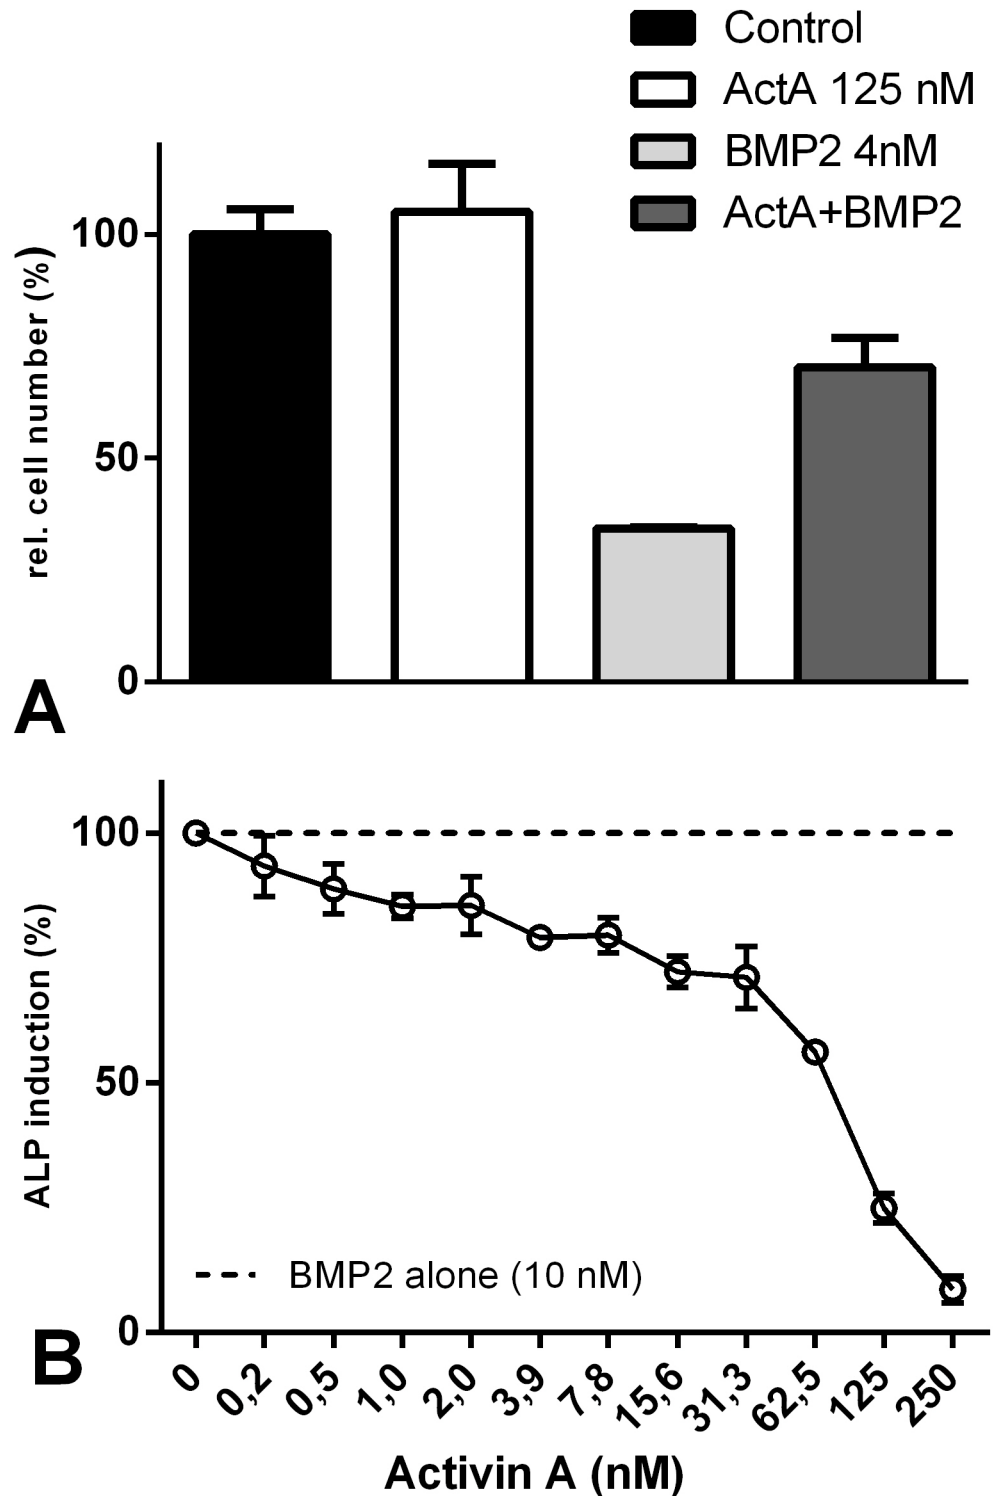 Control
ActA 125 nM
BMP2 4nM
ActA+BMP2
rel. cell number (%)
100
50
0
A
ALP induction (%)
100
50
0
BMP2 alone (10 nM)
B
0 0,2 0,5 1,0 2,0 3,9 7,8 15,6 31,3 62,5 125 250
Activin A (nM)